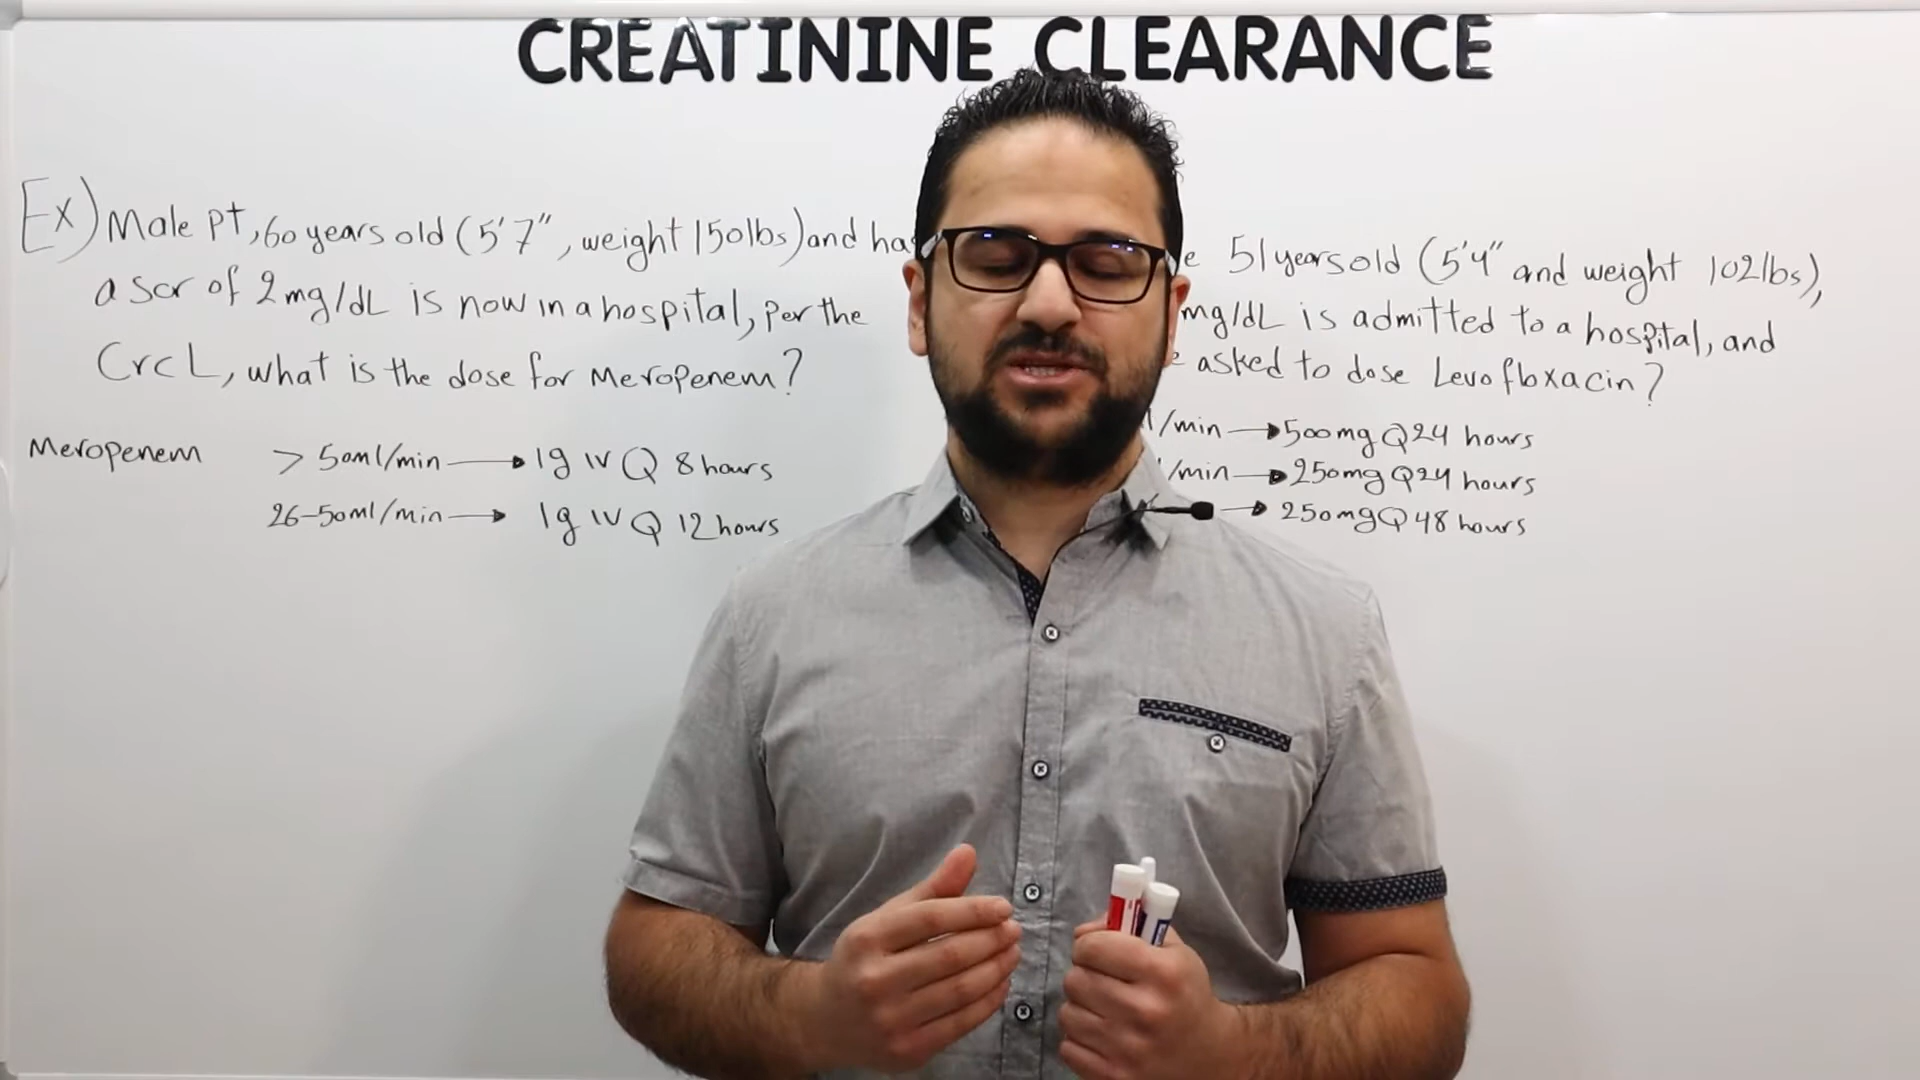 CREATININE CLEARANCE
Ex) Male pt, 60 years old (5'7", weight 150lbs) and
a scr of 2mg/dL is now in a hospital, per the
CrCL, what is the dose for Meropenem?
Meropenem
> 50ml/min → 1g IV Q 8 hours
26-50ml/min → 1g IV Q 12 hours
51 years old (5'4" and weight 102lbs),
mg/dL is admitted to a hospital, and
asked to dose Levofloxacin?
/min → 500mg Q24 hours
/min → 250mg Q24 hours
→ 250mg Q 48 hours